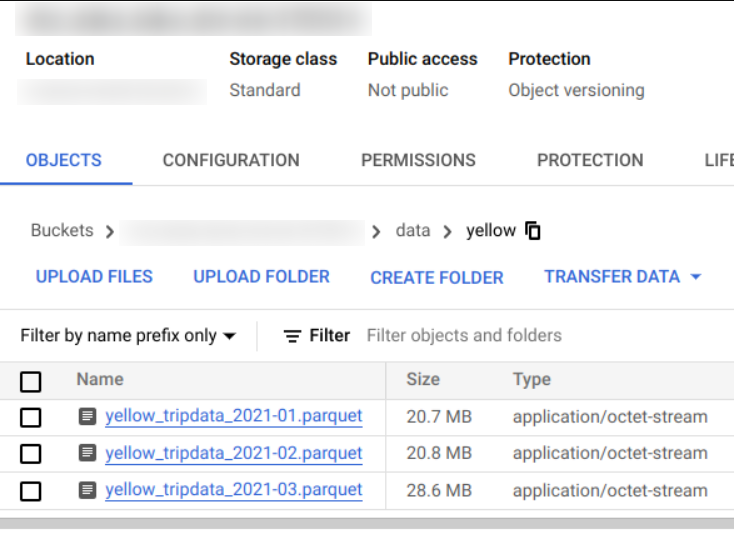 Location Storage class Public access Protection
Standard Not public Object versioning
OBJECTS CONFIGURATION PERMISSIONS PROTECTION LIFE
Buckets > > data > yellow
UPLOAD FILES UPLOAD FOLDER CREATE FOLDER TRANSFER DATA
Filter by name prefix only Filter Filter objects and folders
Name Size Type
yellow_tripdata_2021-01.parquet 20.7 MB application/octet-stream
yellow_tripdata_2021-02.parquet 20.8 MB application/octet-stream
yellow_tripdata_2021-03.parquet 28.6 MB application/octet-stream